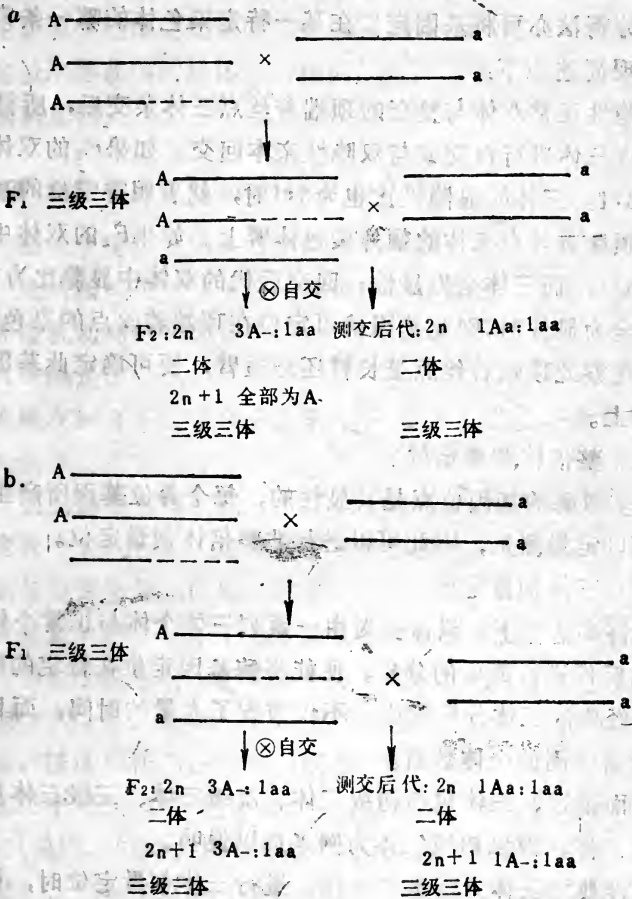 a A
a
A ×
a
A
A a
F₁ 三级三体 ×
a a
⊗自交
F₂:2n 3A-:1aa 测交后代:2n 1Aa:1aa
二体 二体
2n+1 全部为A-
三级三体 三级三体
b. A
a
A ×
a
A
F₁ 三级三体 a
×
a a
⊗自交
F₂:2n 3A-:1aa 测交后代:2n 1Aa:1aa
二体 二体
2n+1 3A-:1aa 2n+1 1A-:1aa
三级三体 三级三体